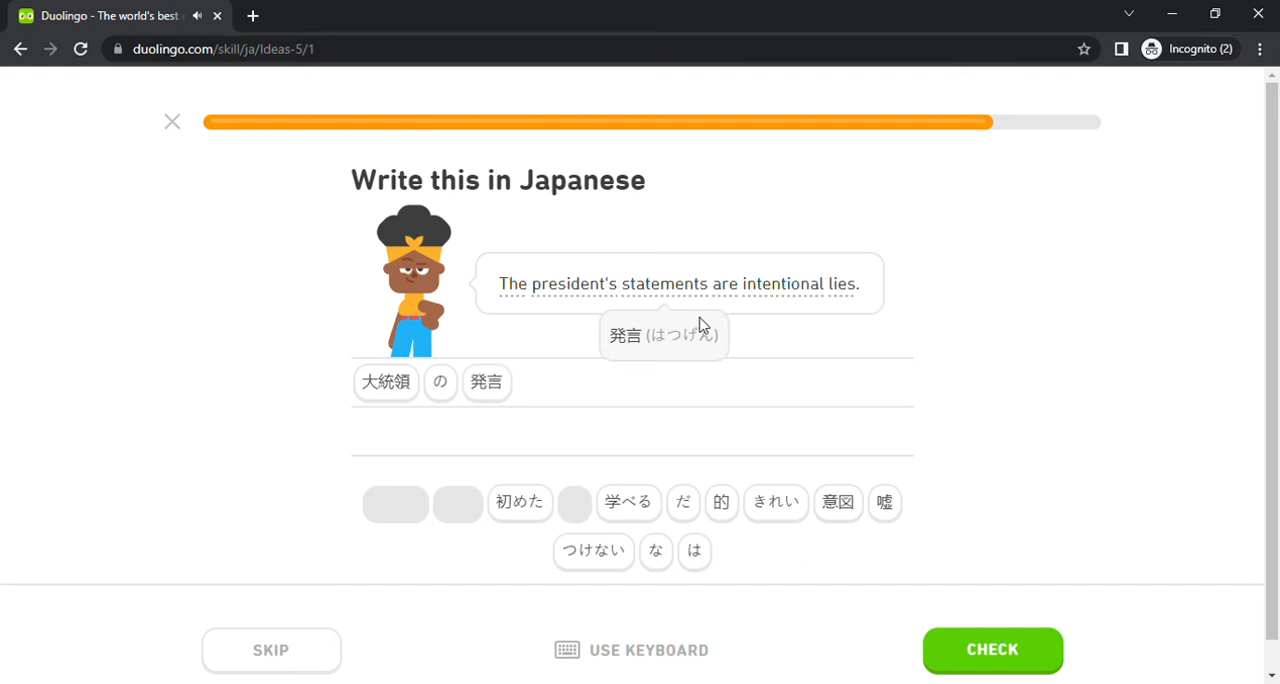 Duolingo - The world's best
duolingo.com/skill/ja/Ideas-5/1
Incognito (2)
Write this in Japanese
The president's statements are intentional lies.
発言 (はつげん)
大統領 の 発言
初めた 学べる だ 的 きれい 意図 嘘
つけない な は
SKIP USE KEYBOARD CHECK